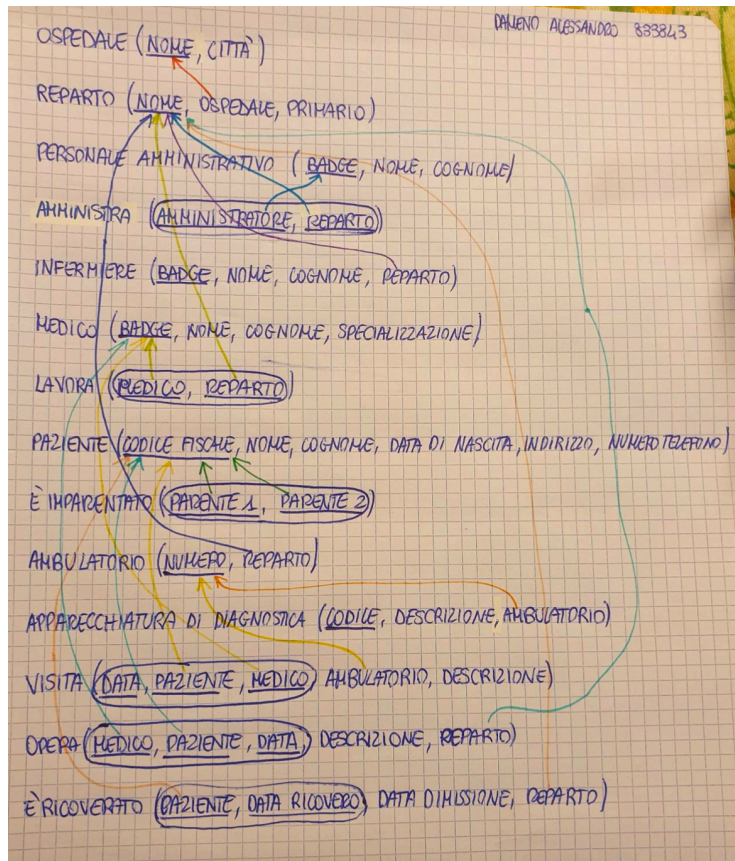 DAMENO ALESSANDRO 833843
OSPEDALE (NOME, CITTÀ)
REPARTO (NOME, OSPEDALE, PRIMARIO)
PERSONALE AMMINISTRATIVO (BADGE, NOME, COGNOME)
AMMINISTRA (AMMINISTRATORE, REPARTO)
INFERMIERE (BADGE, NOME, COGNOME, REPARTO)
MEDICO (BADGE, NOME, COGNOME, SPECIALIZZAZIONE)
LAVORA (MEDICO, REPARTO)
PAZIENTE (CODICE FISCALE, NOME, COGNOME, DATA DI NASCITA, INDIRIZZO, NUMERO TELEFONO)
È IMPARENTATO (PARENTE 1, PARENTE 2)
AMBULATORIO (NUMERO, REPARTO)
APPARECCHIATURA DI DIAGNOSTICA (CODICE, DESCRIZIONE, AMBULATORIO)
VISITA (DATA, PAZIENTE, MEDICO, AMBULATORIO, DESCRIZIONE)
OPERA (MEDICO, PAZIENTE, DATA, DESCRIZIONE, REPARTO)
È RICOVERATO (PAZIENTE, DATA RICOVERO, DATA DIMISSIONE, REPARTO)